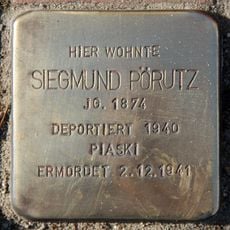 HIER WOHNTE
SIEGMUND PÖRUTZ
JG. 1874
DEPORTIERT 1940
PIASKI
ERMORDET 2.12.1941